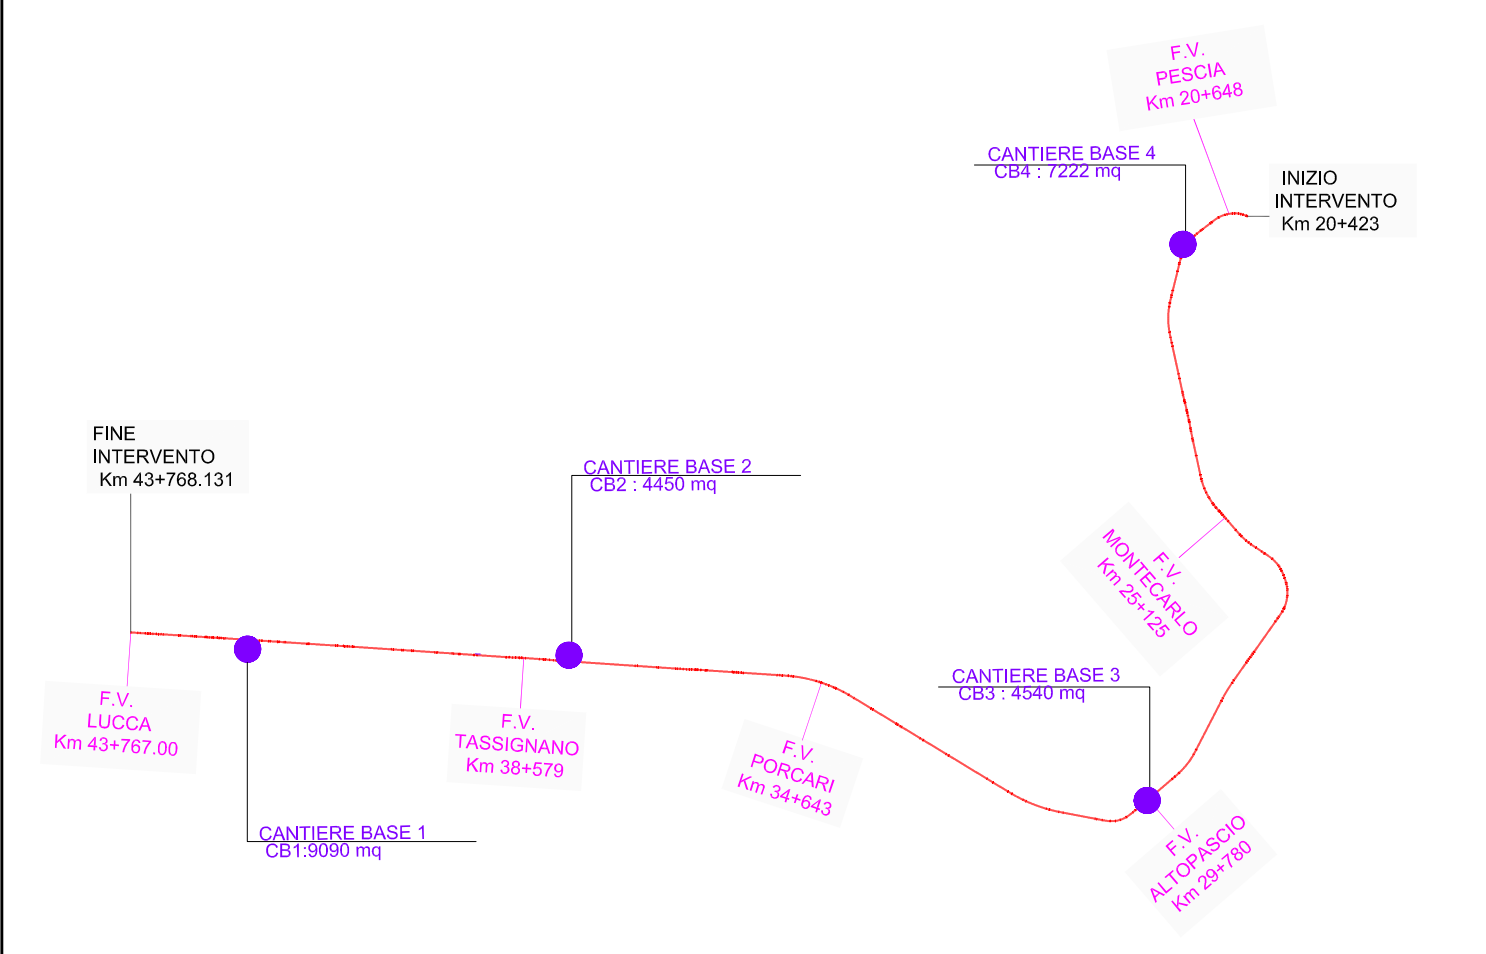 F.V.
PESCIA
Km 20+648
CANTIERE BASE 4
CB4 : 7222 mq
INIZIO
INTERVENTO
Km 20+423
FINE
INTERVENTO
Km 43+768.131
CANTIERE BASE 2
CB2 : 4450 mq
F.V.
MONTECARLO
Km 25+125
CANTIERE BASE 3
CB3 : 4540 mq
F.V.
LUCCA
Km 43+767.00
F.V.
TASSIGNANO
Km 38+579
F.V.
PORCARI
Km 34+643
CANTIERE BASE 1
CB1:9090 mq
F.V.
ALTOPASCIO
Km 29+780